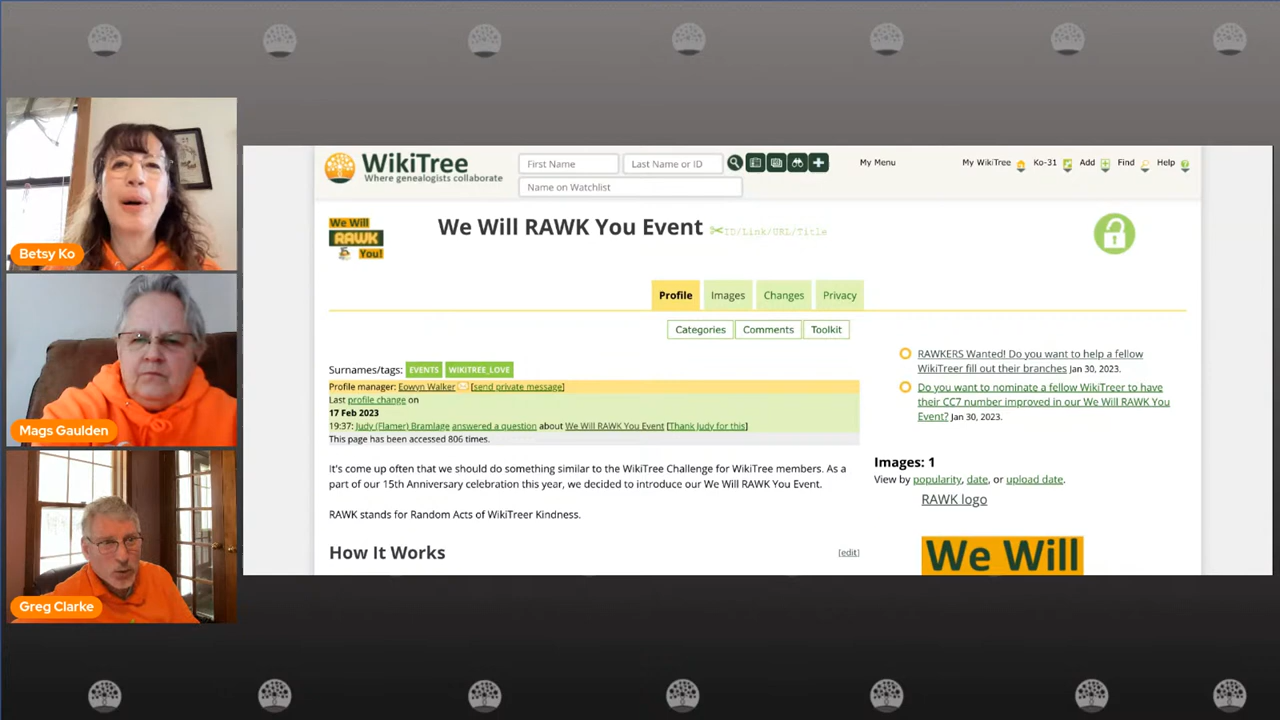 Betsy Ko
Mags Gaulden
Greg Clarke
WikiTree
Where genealogists collaborate
First Name
Last Name or ID
Name on Watchlist
My Menu
My WikiTree
Ko-31
Add
Find
Help
We Will
RAWK
You!
We Will RAWK You Event
ID/Link/URL/Title
Profile
Images
Changes
Privacy
Categories
Comments
Toolkit
Surnames/tags: EVENTS WIKITREE_LOVE
Profile manager: Eowyn Walker [send private message]
Last profile change on
17 Feb 2023
19:37: Judy (Flamer) Bramlage answered a question about We Will RAWK You Event [Thank Judy for this]
This page has been accessed 806 times.
It's come up often that we should do something similar to the WikiTree Challenge for WikiTree members. As a
part of our 15th Anniversary celebration this year, we decided to introduce our We Will RAWK You Event.
RAWK stands for Random Acts of WikiTreer Kindness.
How It Works
[edit]
RAWKERS Wanted! Do you want to help a fellow
WikiTreer fill out their branches Jan 30, 2023.
Do you want to nominate a fellow WikiTreer to have
their CC7 number improved in our We Will RAWK You
Event? Jan 30, 2023.
Images: 1
View by popularity, date, or upload date.
RAWK logo
We Will